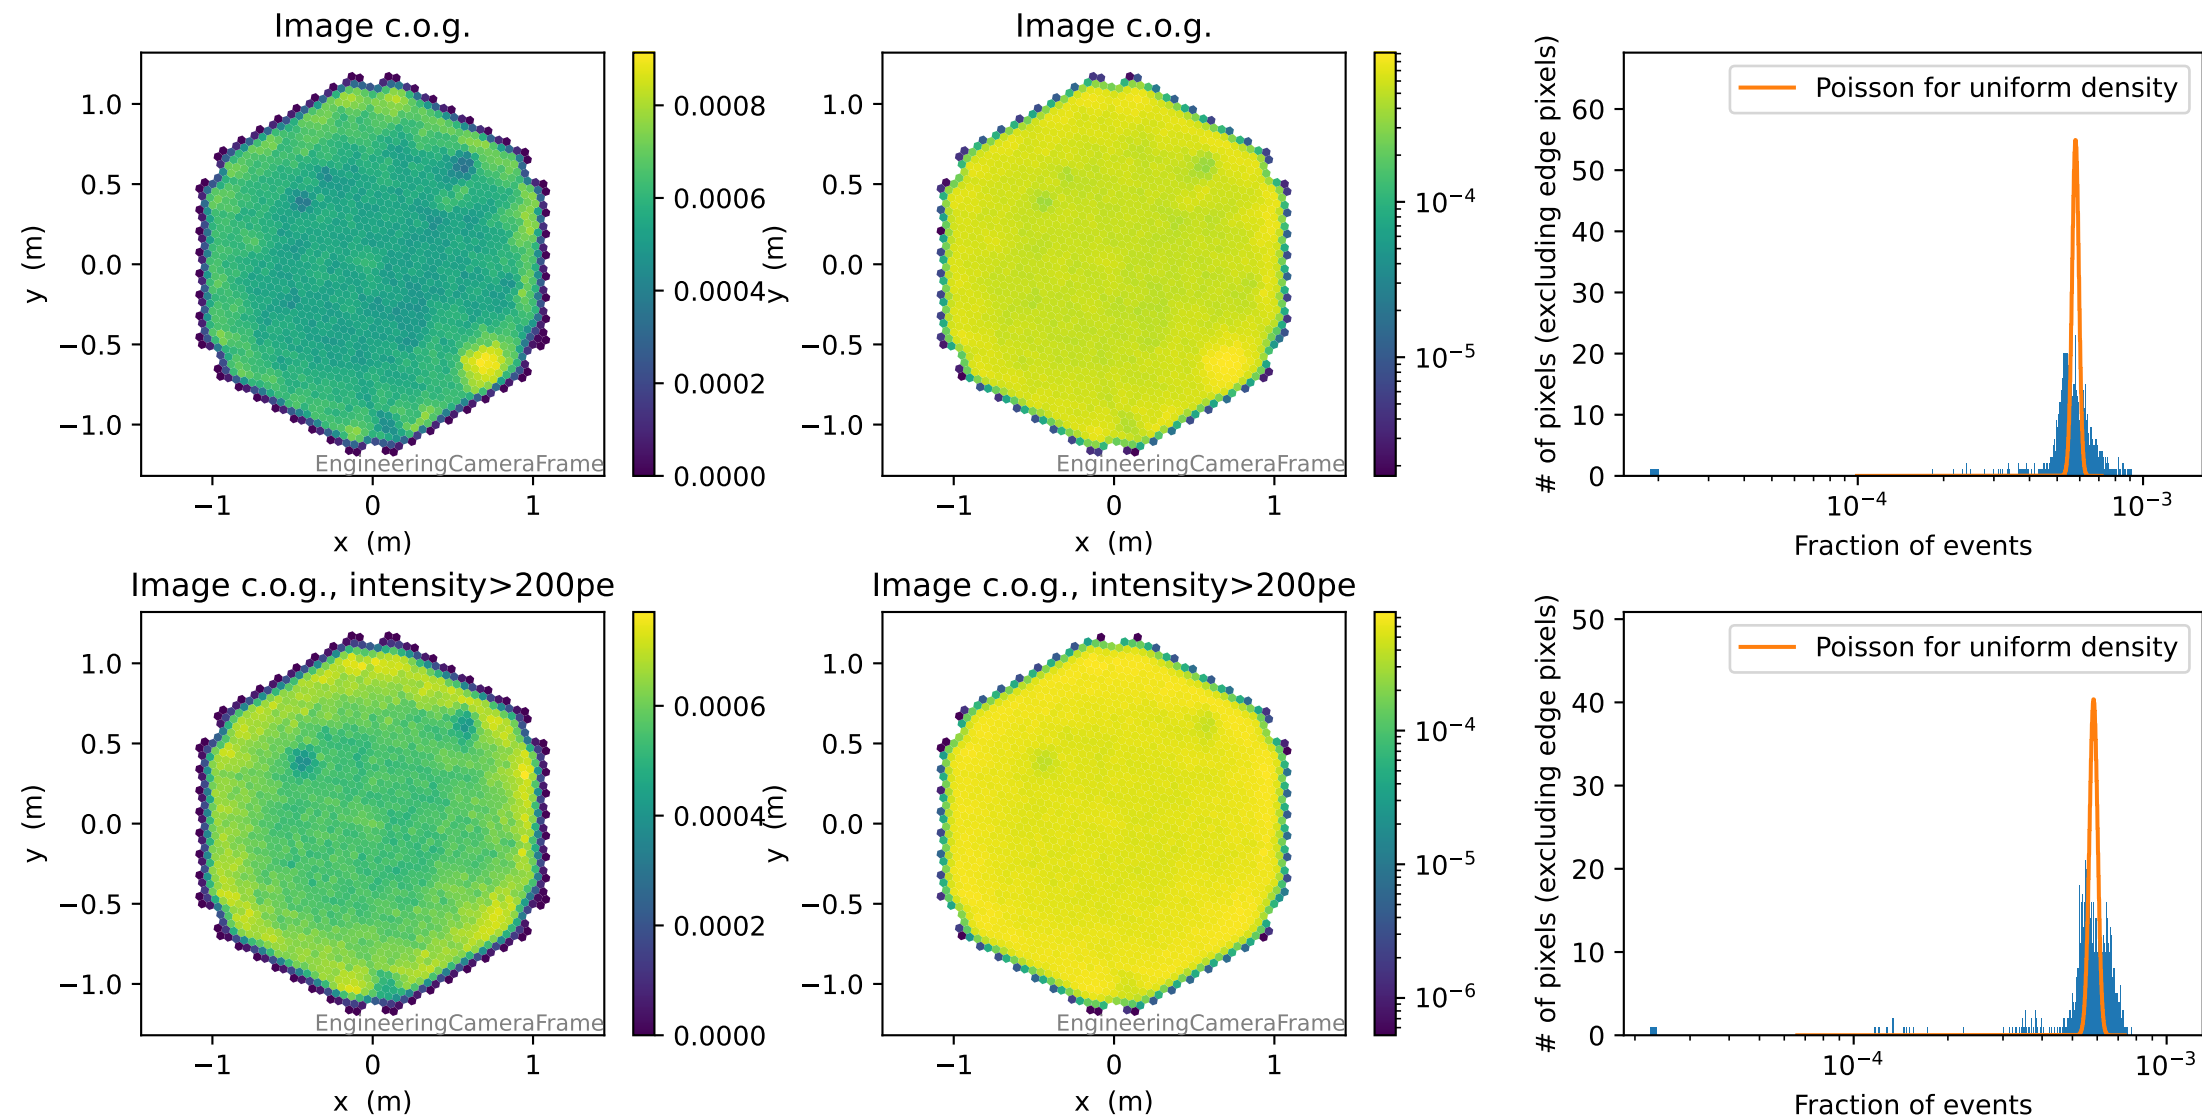 Image c.o.g.
1.0
0.5
0.0
−0.5
−1.0
y (m)
−1
0
1
x (m)
EngineeringCameraFrame
0.0008
0.0006
0.0004
0.0002
0.0000
Image c.o.g.
1.0
0.5
0.0
−0.5
−1.0
y (m)
−1
0
1
x (m)
EngineeringCameraFrame
10⁻⁴
10⁻⁵
# of pixels (excluding edge pixels)
60
50
40
30
20
10
0
Poisson for uniform density
10⁻⁴
10⁻³
Fraction of events
Image c.o.g., intensity>200pe
1.0
0.5
0.0
−0.5
−1.0
y (m)
−1
0
1
x (m)
EngineeringCameraFrame
0.0006
0.0004
0.0002
0.0000
Image c.o.g., intensity>200pe
1.0
0.5
0.0
−0.5
−1.0
y (m)
−1
0
1
x (m)
EngineeringCameraFrame
10⁻⁴
10⁻⁵
10⁻⁶
# of pixels (excluding edge pixels)
50
40
30
20
10
0
Poisson for uniform density
10⁻⁴
10⁻³
Fraction of events